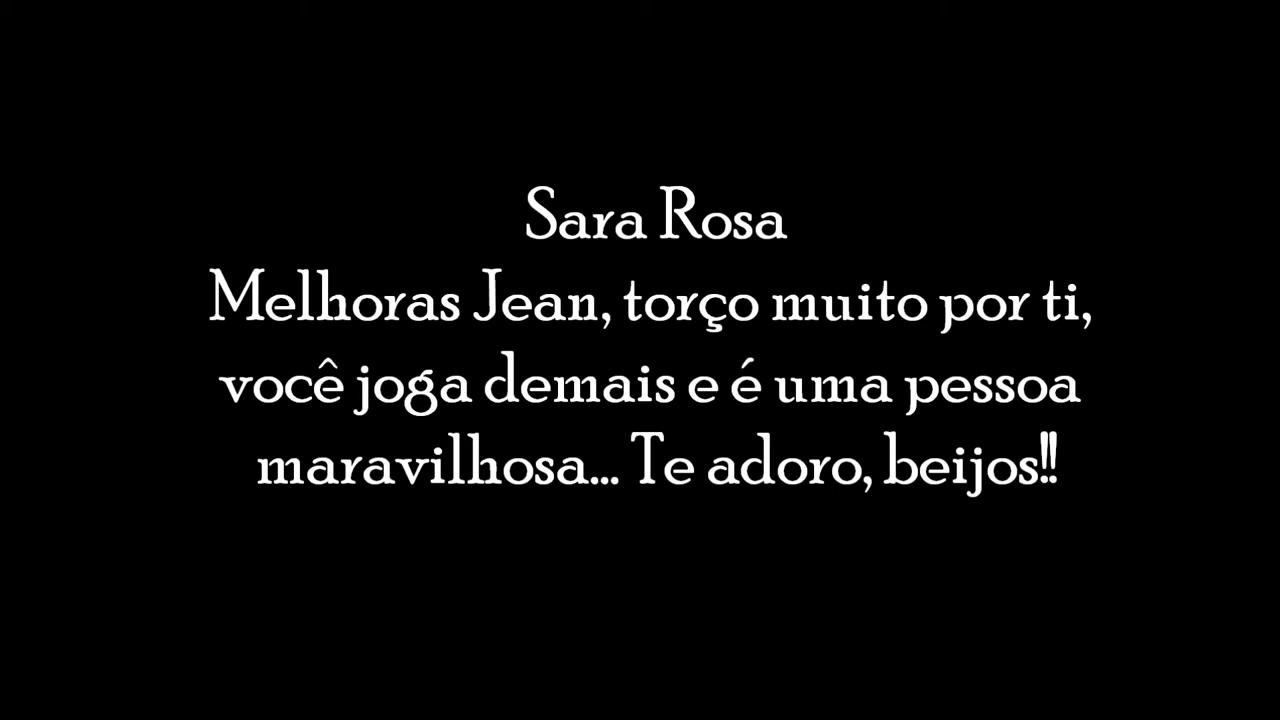 Sara Rosa
Melhoras Jean, torço muito por ti,
você joga demais e é uma pessoa
maravilhosa... Te adoro, beijos!!